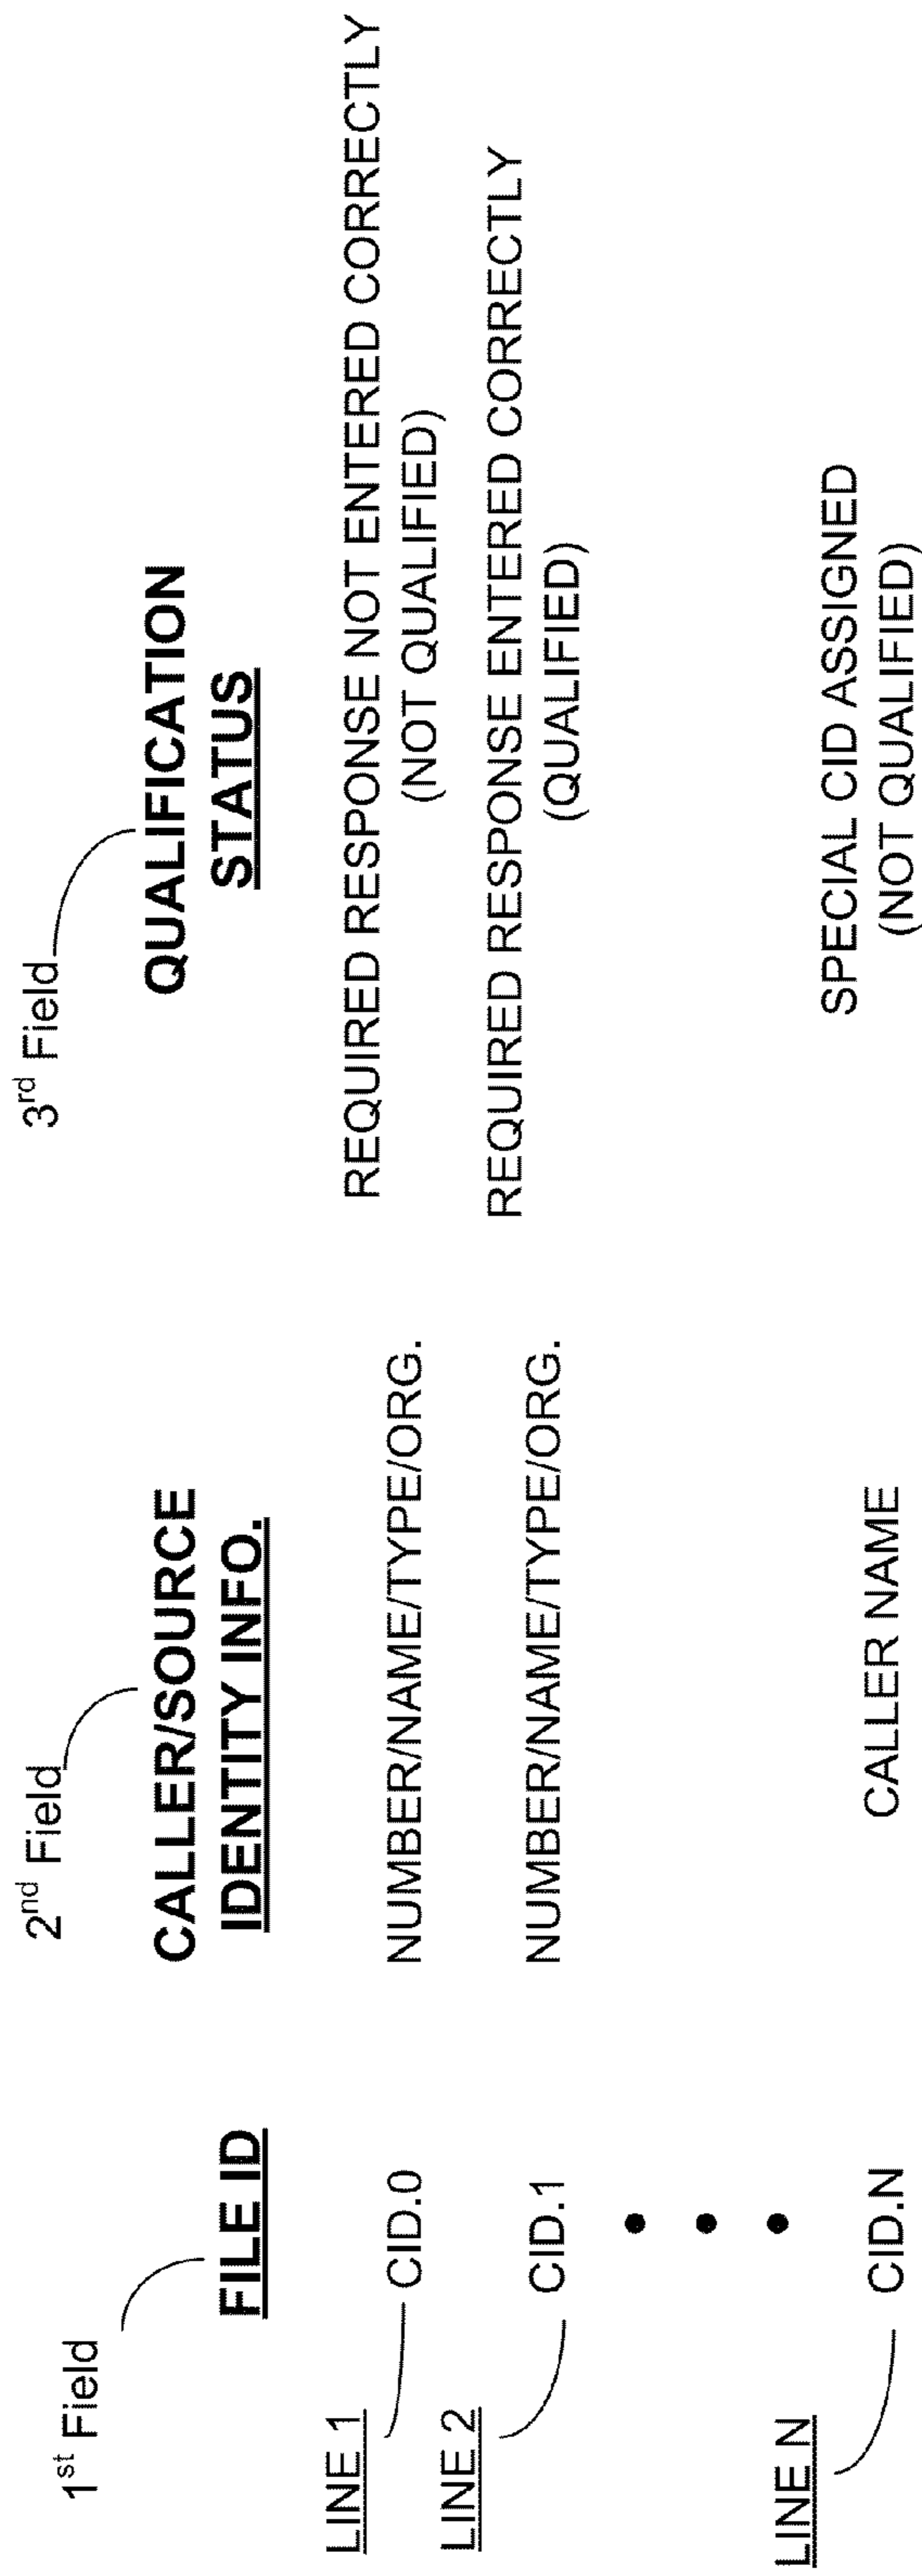 1st Field
2nd Field
3rd Field
FILE ID
CALLER/SOURCE
IDENTITY INFO.
QUALIFICATION
STATUS
LINE 1
CID.0
NUMBER/NAME/TYPE/ORG.
REQUIRED RESPONSE NOT ENTERED CORRECTLY
(NOT QUALIFIED)
LINE 2
CID.1
NUMBER/NAME/TYPE/ORG.
REQUIRED RESPONSE ENTERED CORRECTLY
(QUALIFIED)
LINE N
CID.N
CALLER NAME
SPECIAL CID ASSIGNED
(NOT QUALIFIED)